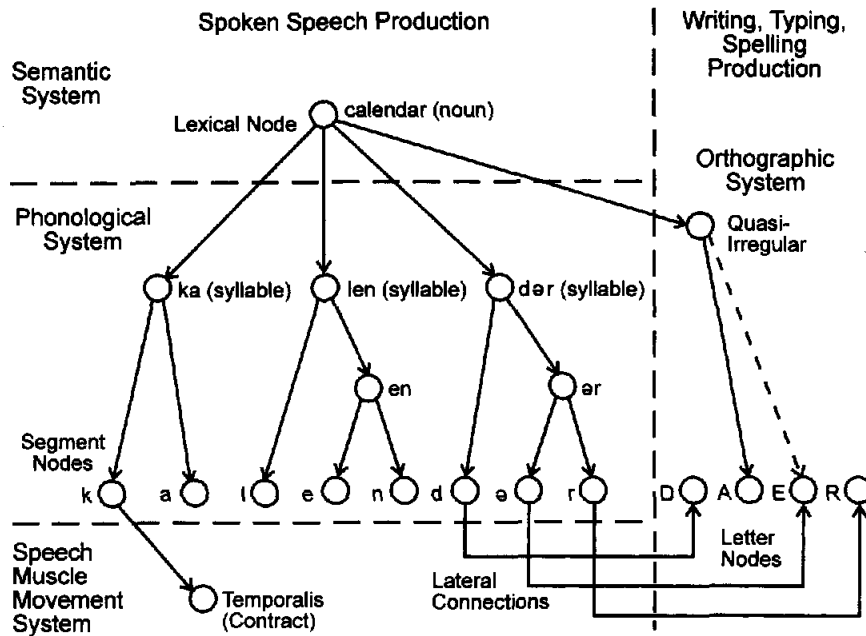 Spoken Speech Production
Writing, Typing,
Spelling
Production
Semantic
System
Lexical Node
calendar (noun)
Orthographic
System
Phonological
System
Quasi-
Irregular
ka (syllable)
len (syllable)
dər (syllable)
en
ər
Segment
Nodes
k a l e n d ə r D A E R
Letter
Nodes
Speech
Muscle
Movement
System
Temporalis
(Contract)
Lateral
Connections